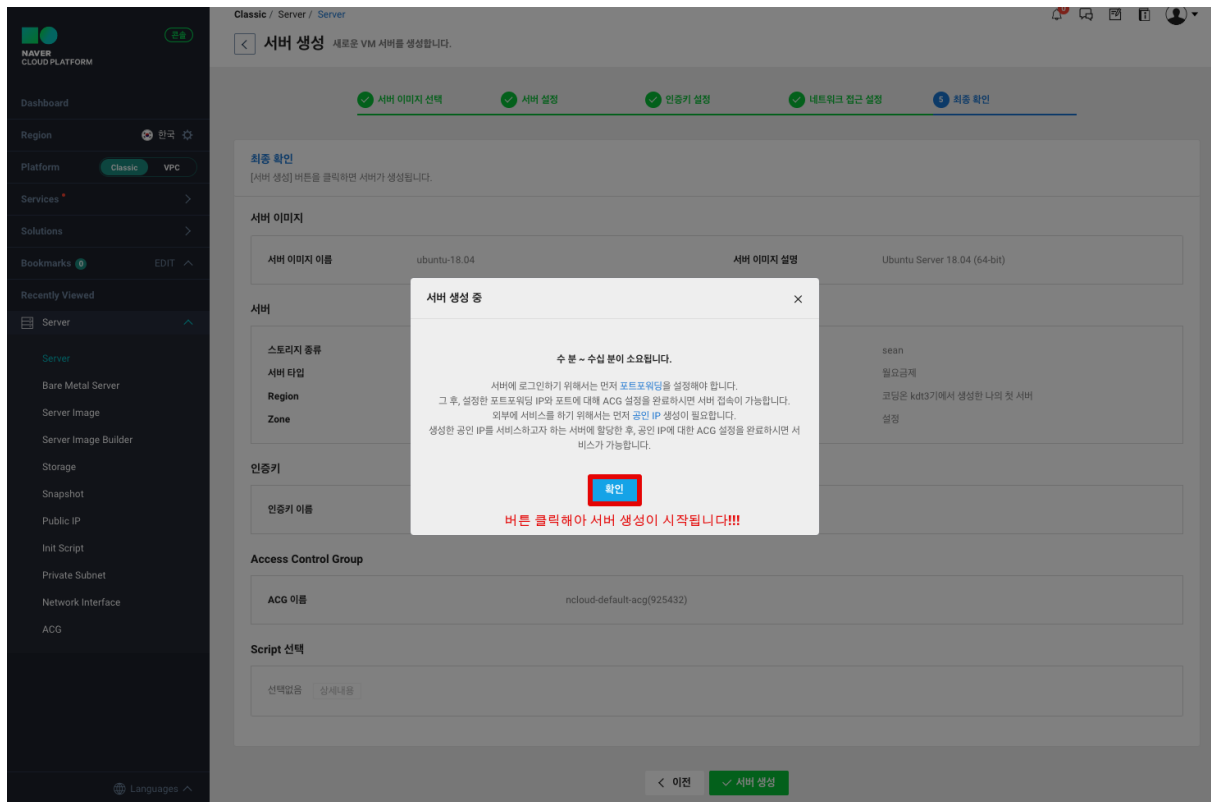 Classic / Server / Server
콘솔
NAVER
CLOUD PLATFORM
서버 생성 새로운 VM 서버를 생성합니다.
Dashboard
Region 한국
Platform Classic VPC
Services *
Solutions
Bookmarks 0 EDIT
Recently Viewed
Server
Server
Bare Metal Server
Server Image
Server Image Builder
Storage
Snapshot
Public IP
Init Script
Private Subnet
Network Interface
ACG
Languages
서버 이미지 선택 서버 설정 인증키 설정 네트워크 접근 설정 5 최종 확인
최종 확인
[서버 생성] 버튼을 클릭하면 서버가 생성됩니다.
서버 이미지
서버 이미지 이름 ubuntu-18.04 서버 이미지 설명 Ubuntu Server 18.04 (64-bit)
서버
스토리지 종류 sean
서버 타입 월요금제
Region 코딩온 kdt3기에서 생성한 나의 첫 서버
Zone 설정
서버 생성 중
수 분 ~ 수십 분이 소요됩니다.
서버에 로그인하기 위해서는 먼저 포트포워딩을 설정해야 합니다.
그 후, 설정한 포트포워딩 IP와 포트에 대해 ACG 설정을 완료하시면 서버 접속이 가능합니다.
외부에 서비스를 하기 위해서는 먼저 공인 IP 생성이 필요합니다.
생성한 공인 IP를 서비스하고자 하는 서버에 할당한 후, 공인 IP에 대한 ACG 설정을 완료하시면 서
비스가 가능합니다.
확인
버튼 클릭해아 서버 생성이 시작됩니다!!!
인증키
인증키 이름
Access Control Group
ACG 이름 ncloud-default-acg(925432)
Script 선택
선택없음 상세내용
이전 서버 생성